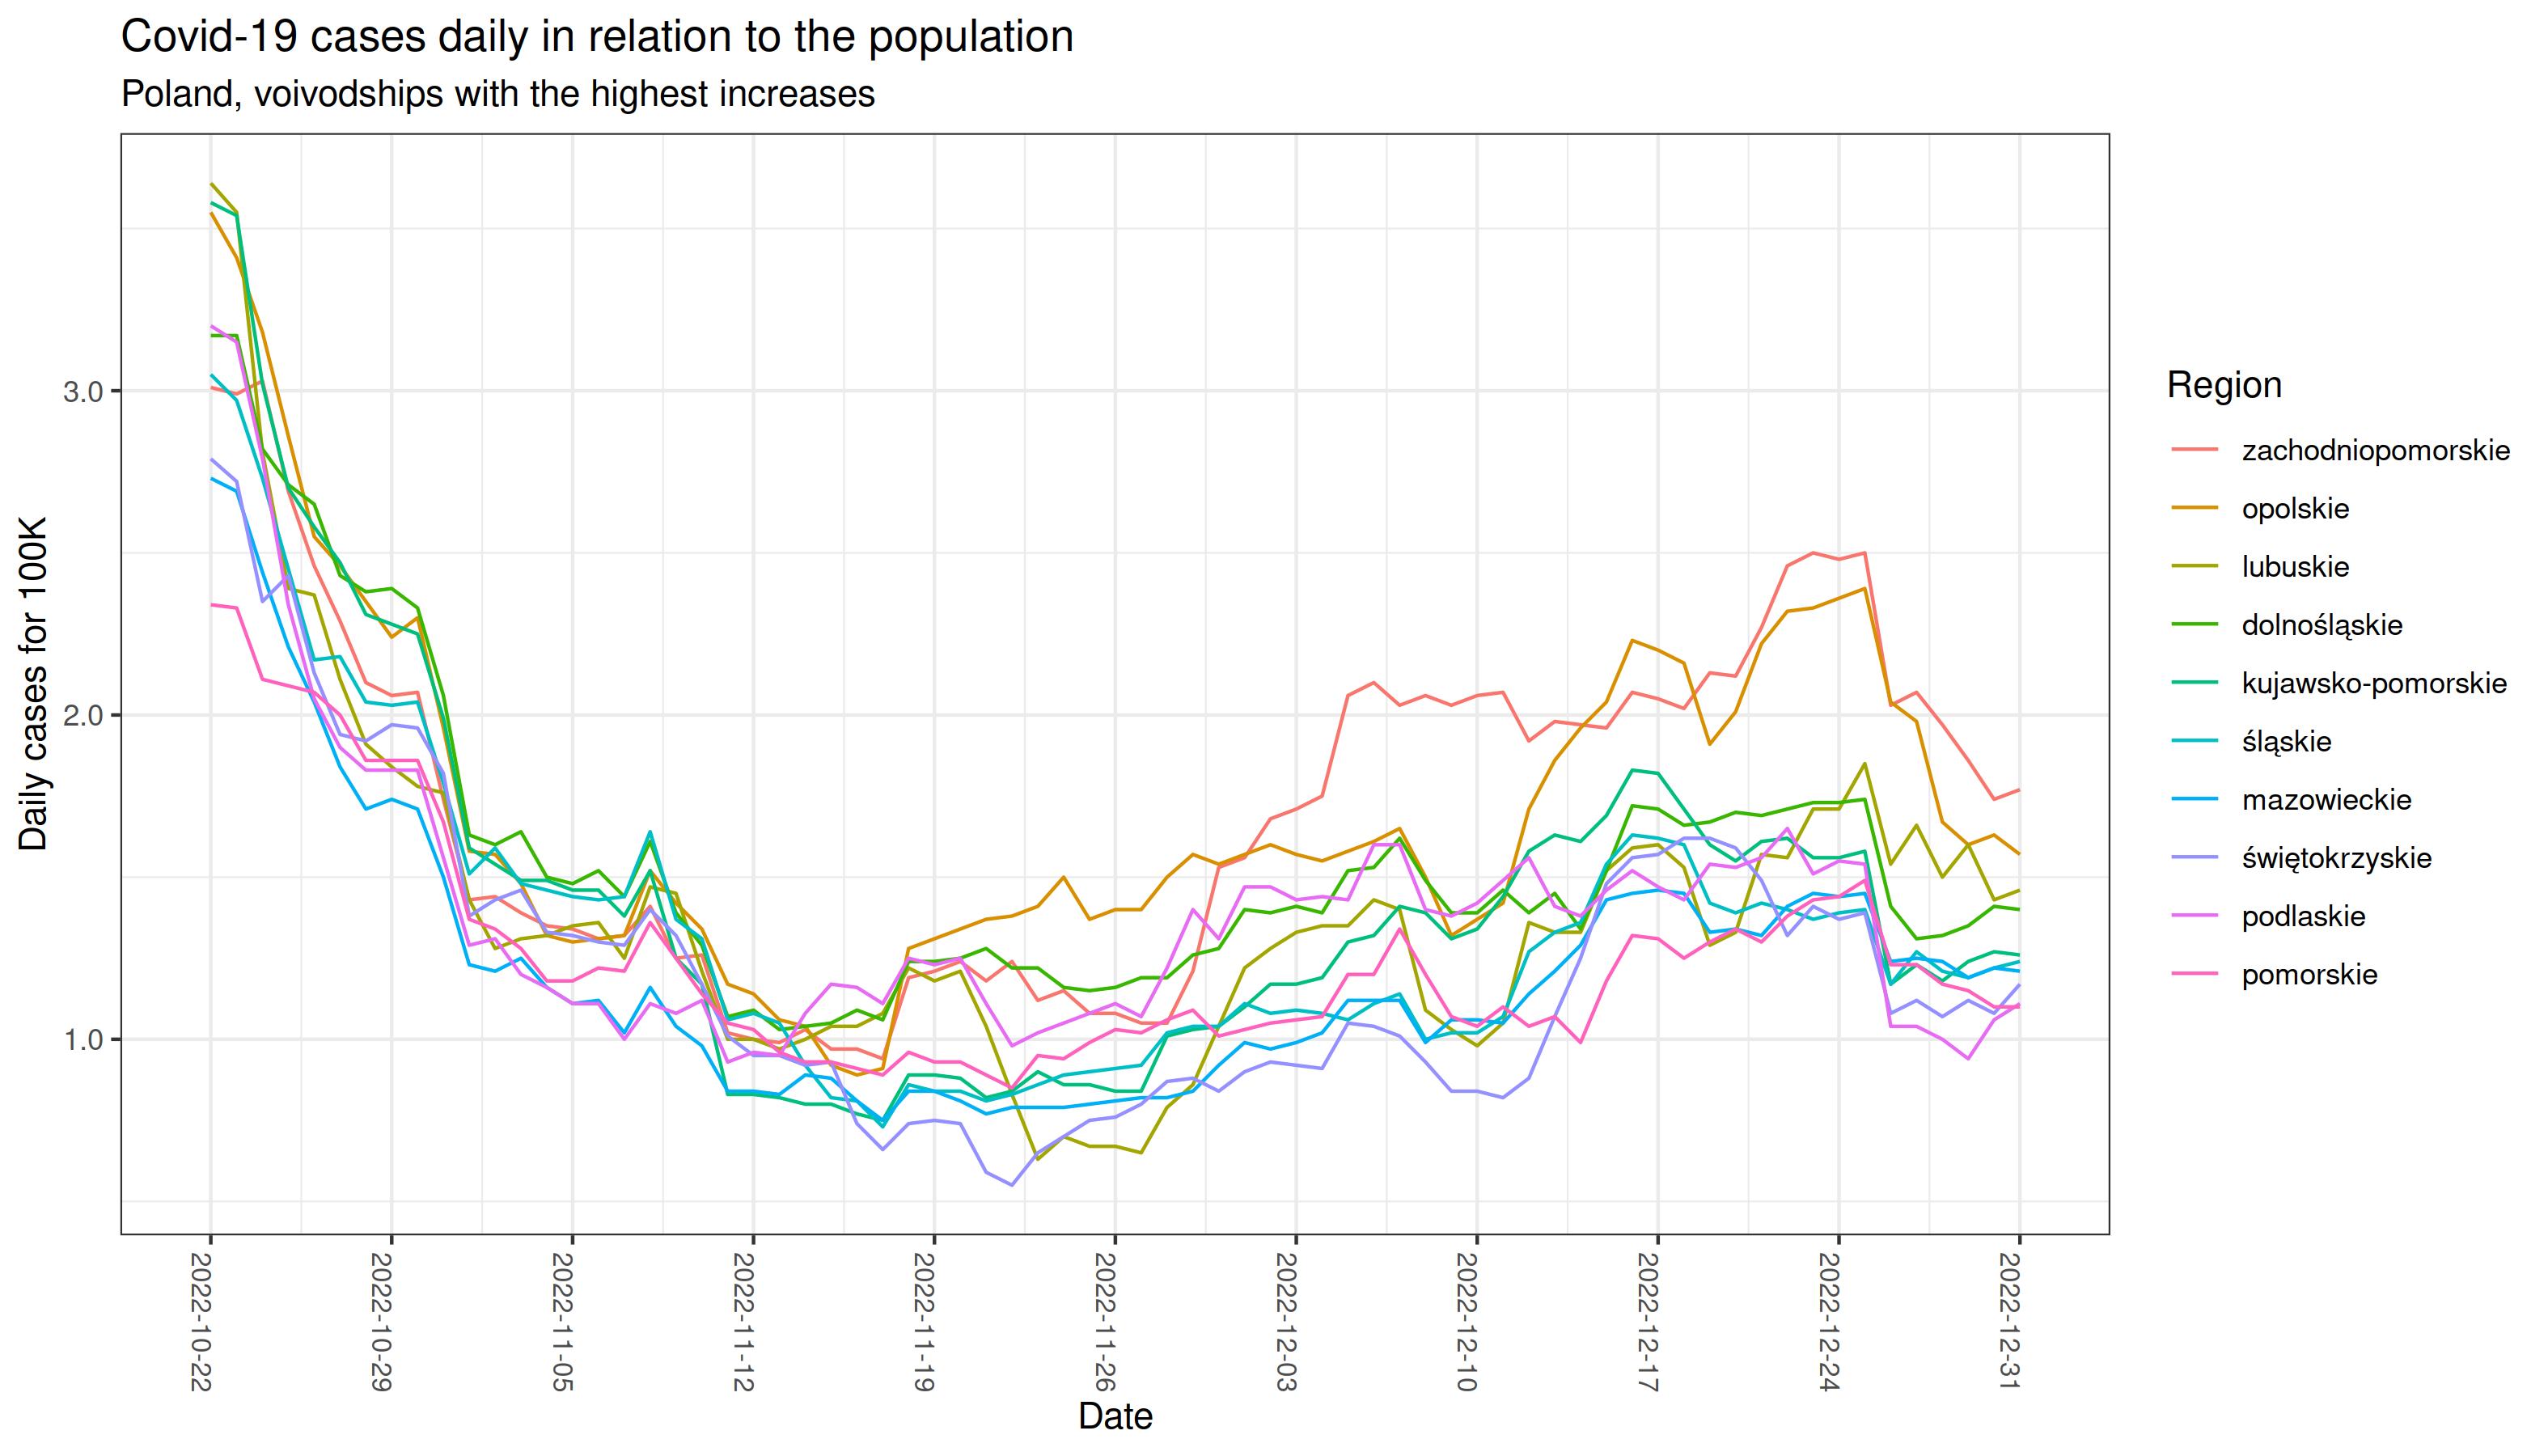 Covid-19 cases daily in relation to the population
Poland, voivodships with the highest increases
Daily cases for 100K
3.0
2.0
1.0
2022-10-22
2022-10-29
2022-11-05
2022-11-12
2022-11-19
2022-11-26
2022-12-03
2022-12-10
2022-12-17
2022-12-24
2022-12-31
Date
Region
zachodniopomorskie
opolskie
lubuskie
dolnośląskie
kujawsko-pomorskie
śląskie
mazowieckie
świętokrzyskie
podlaskie
pomorskie